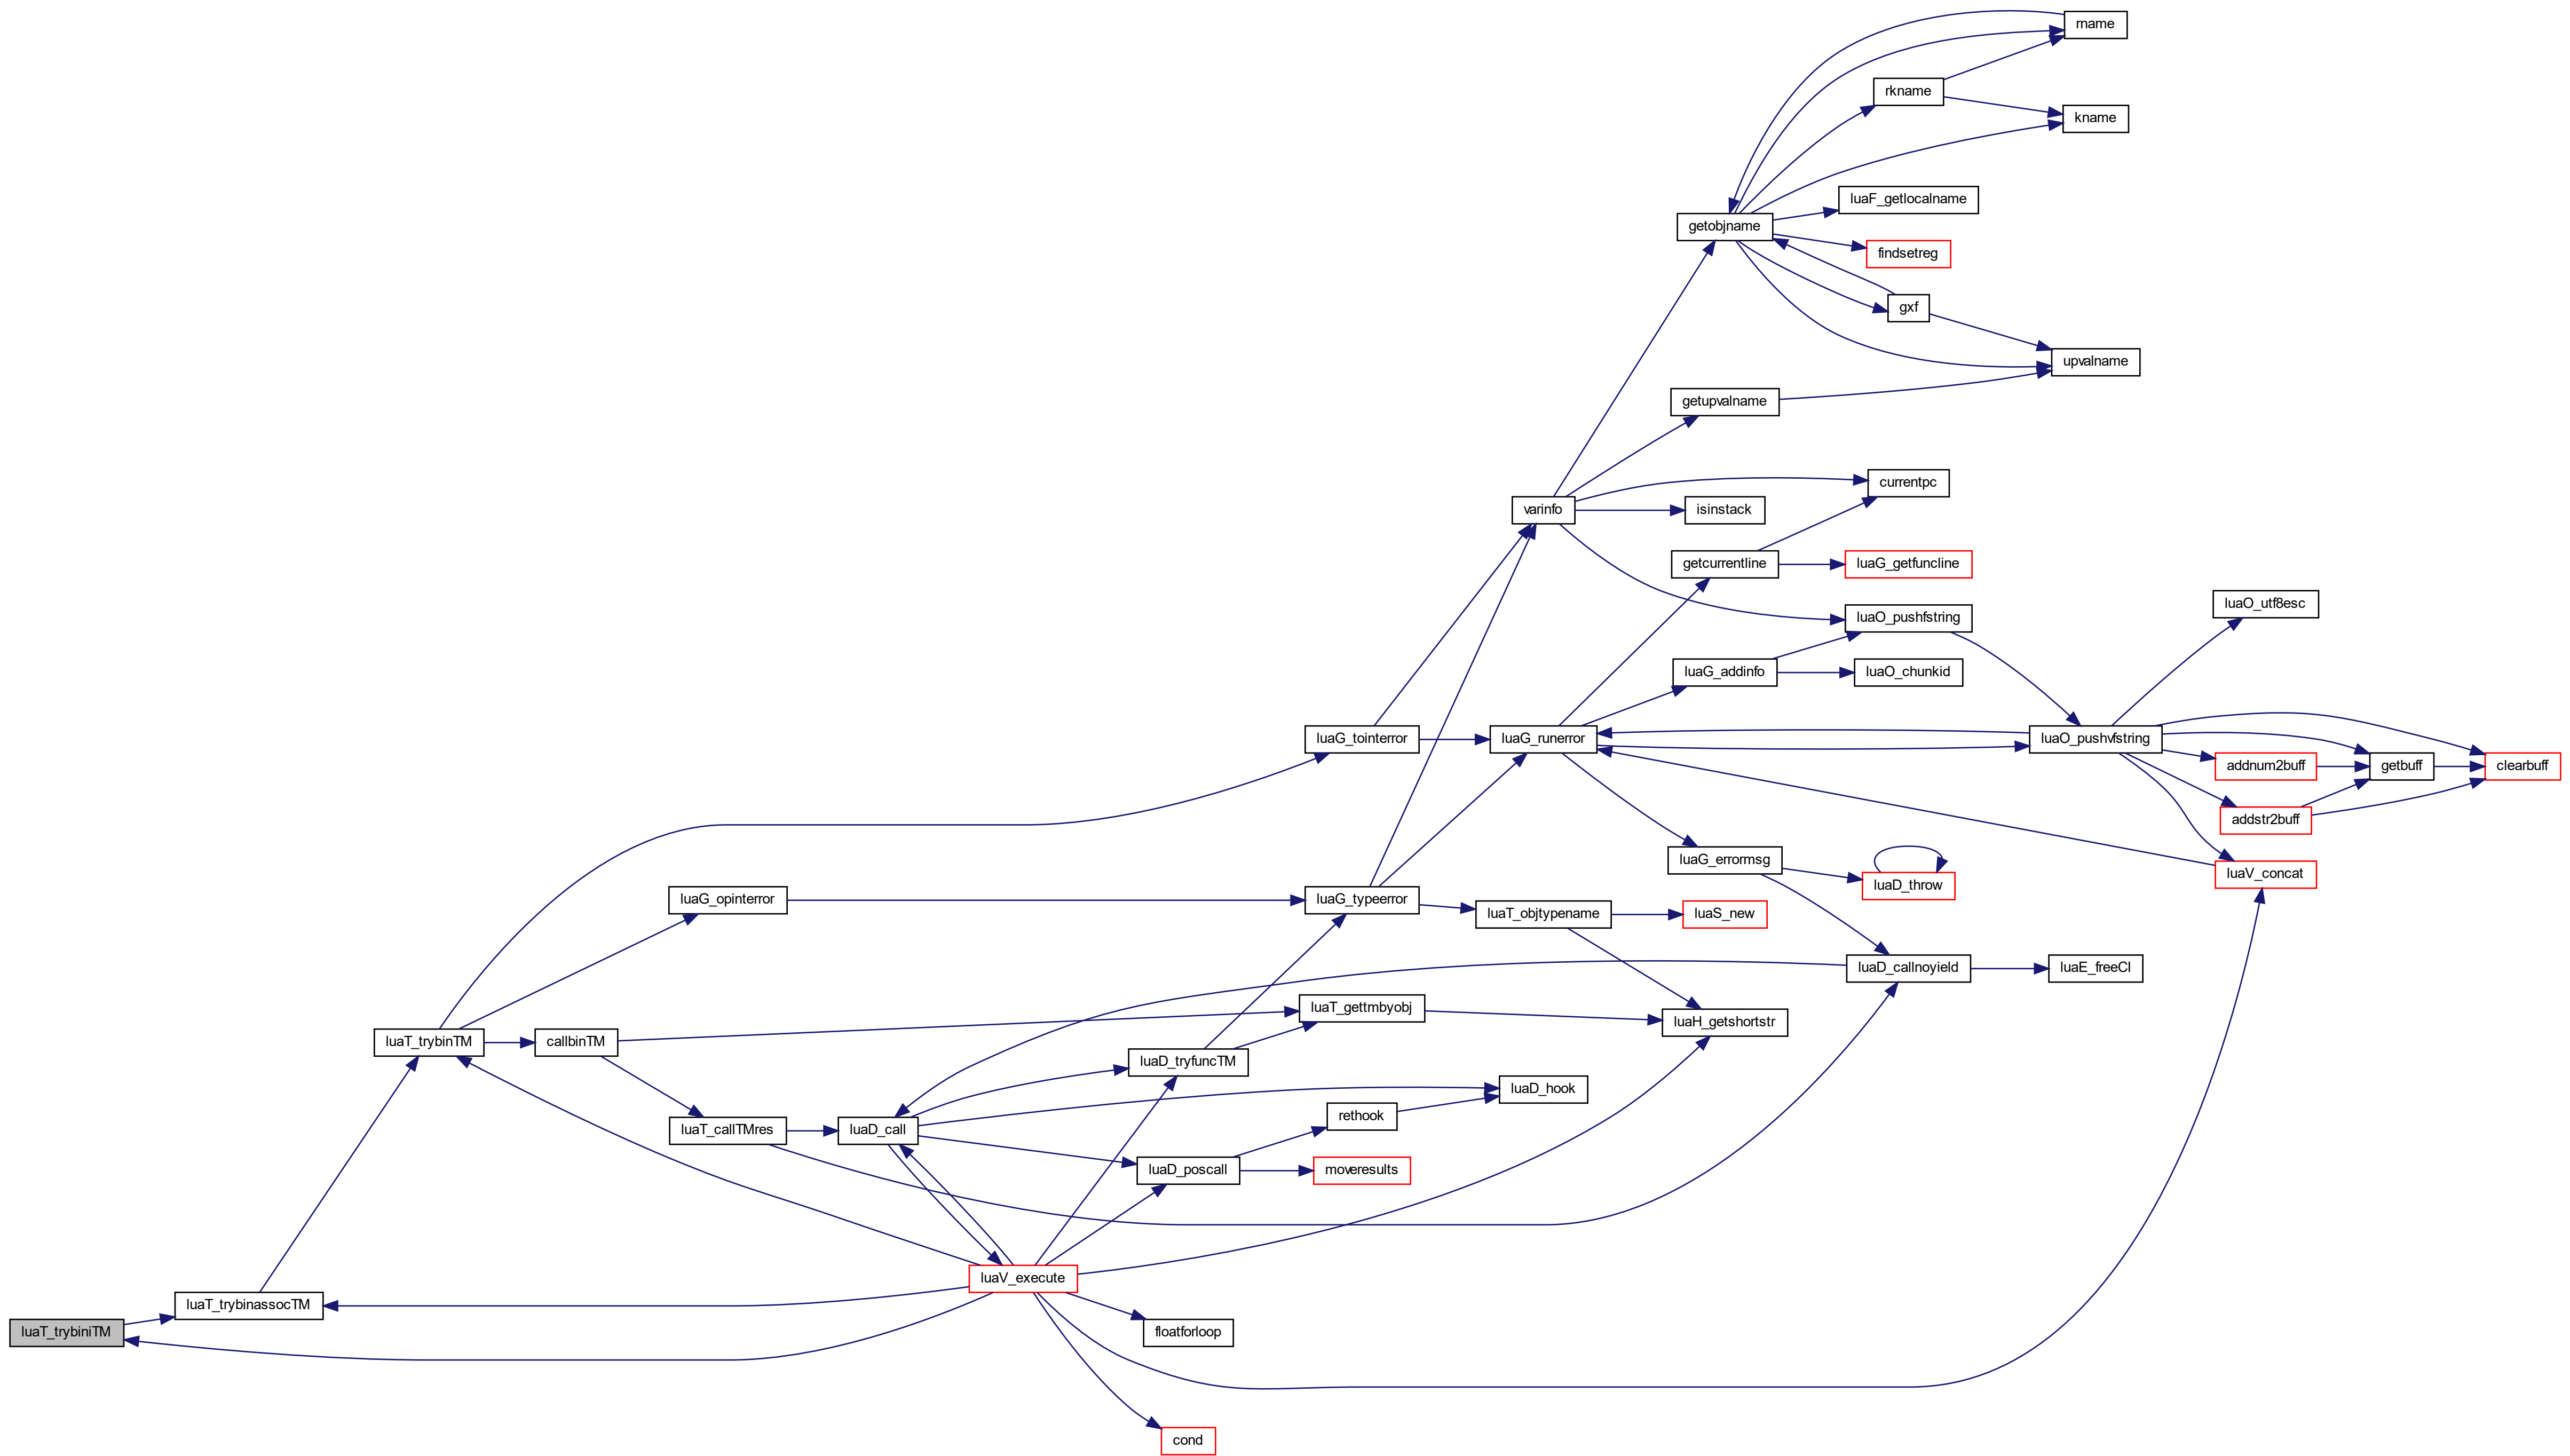 rname
rkname
kname
luaF_getlocalname
getobjname
findsetreg
gxf
upvalname
getupvalname
currentpc
varinfo
isinstack
getcurrentline
luaG_getfuncline
luaO_utf8esc
luaO_pushfstring
luaG_addinfo
luaO_chunkid
luaG_tointerror
luaG_runerror
luaO_pushvfstring
addnum2buff
getbuff
clearbuff
addstr2buff
luaG_errormsg
luaV_concat
luaD_throw
luaG_opinterror
luaG_typeerror
luaT_objtypename
luaS_new
luaD_callnoyield
luaE_freeCI
luaT_gettmbyobj
luaH_getshortstr
luaT_trybinTM
callbinTM
luaD_tryfuncTM
luaD_hook
rethook
luaT_callTMres
luaD_call
luaD_poscall
moveresults
luaV_execute
luaT_trybinassocTM
luaT_trybiniTM
floatforloop
cond